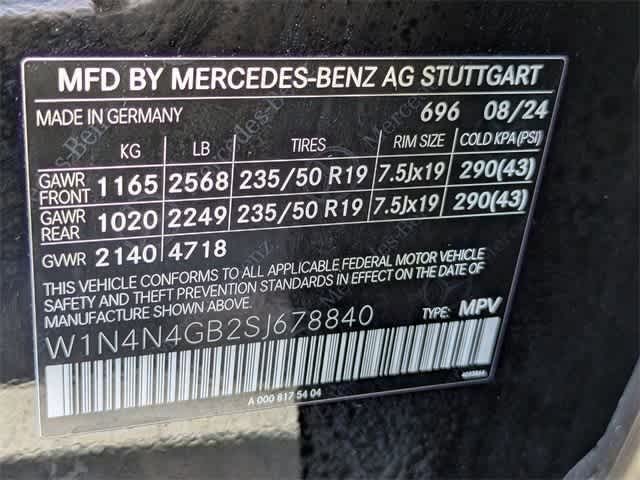 MFD BY MERCEDES-BENZ AG STUTTGART
MADE IN GERMANY 696 08/24
KG LB TIRES RIM SIZE COLD KPA(PSI)
GAWR FRONT 1165 2568 235/50 R19 7.5Jx19 290(43)
GAWR REAR 1020 2249 235/50 R19 7.5Jx19 290(43)
GVWR 2140 4718
THIS VEHICLE CONFORMS TO ALL APPLICABLE FEDERAL MOTOR VEHICLE
SAFETY AND THEFT PREVENTION STANDARDS IN EFFECT ON THE DATE OF
MANUFACTURE SHOWN ABOVE.
W1N4N4GB2SJ678840 TYPE: MPV
A 000 817 54 04